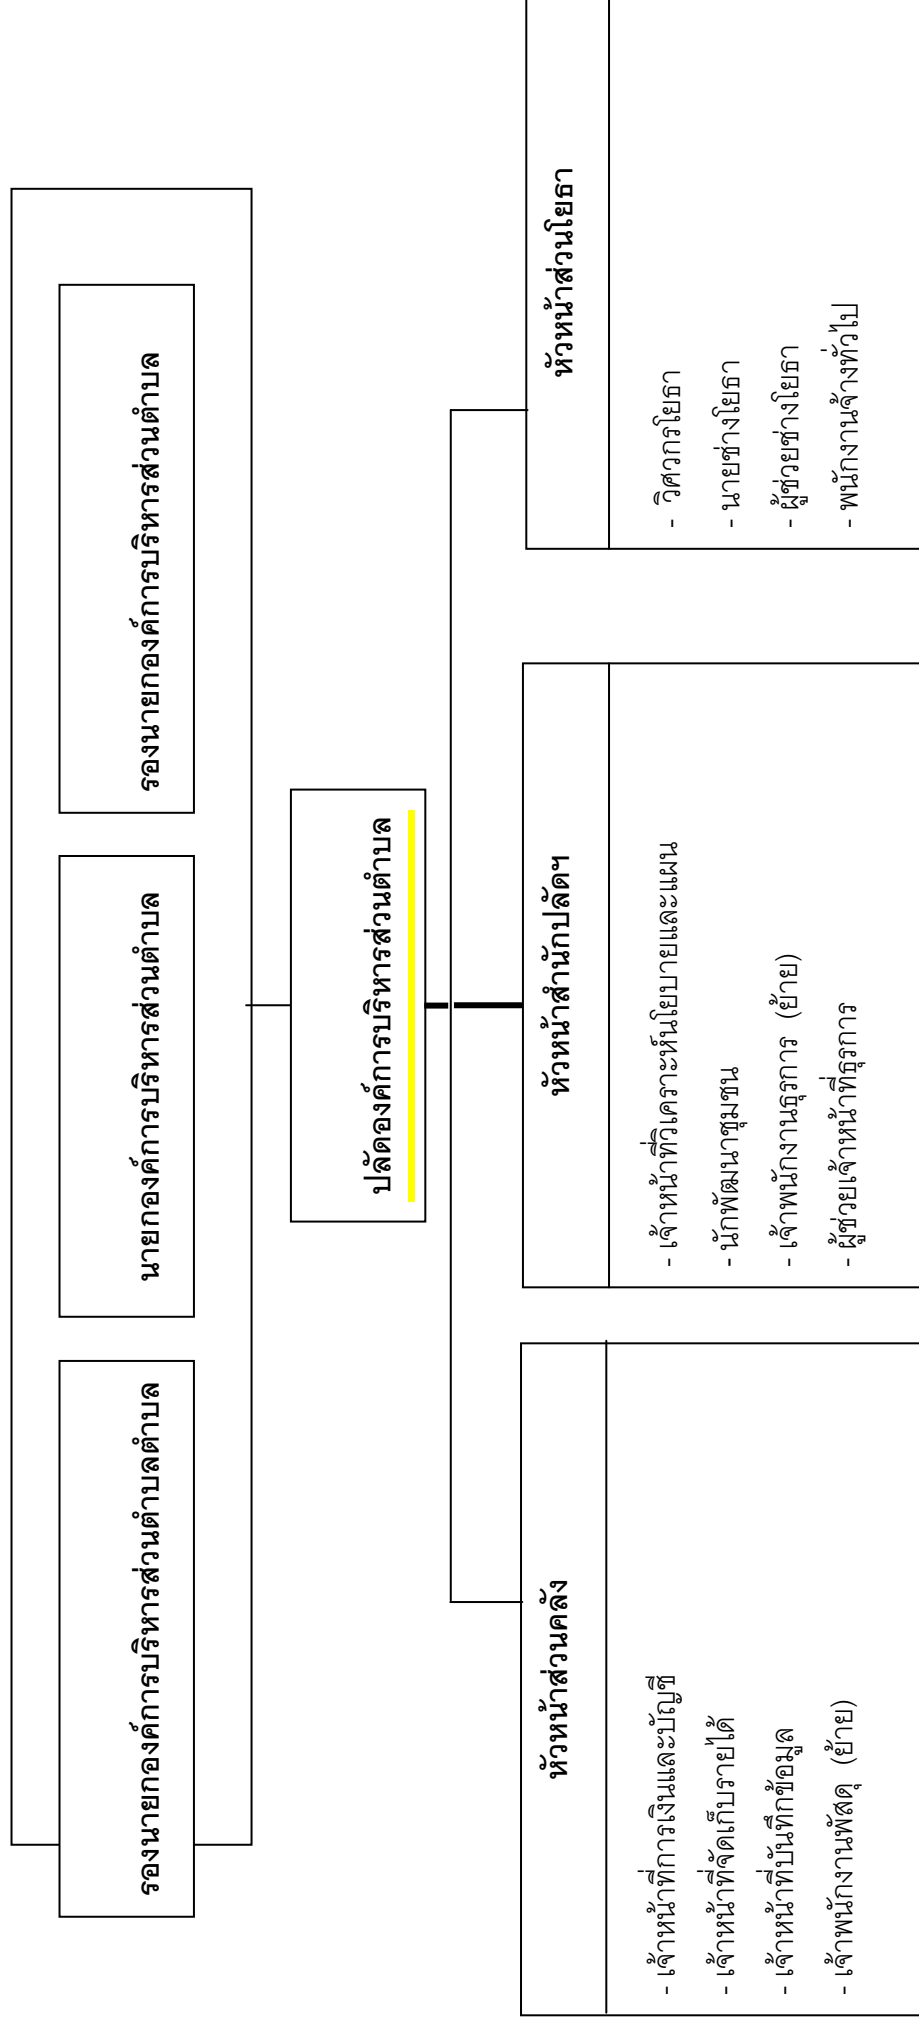 รองนายกองค์การบริหารส่วนตำบลตำบล
นายกองค์การบริหารส่วนตำบล
รองนายกองค์การบริหารส่วนตำบล
ปลัดองค์การบริหารส่วนตำบล
หัวหน้าส่วนคลัง
- เจ้าหน้าที่การเงินและบัญชี
- เจ้าหน้าที่จัดเก็บรายได้
- เจ้าหน้าที่บันทึกข้อมูล
- เจ้าพนักงานพัสดุ (ย้าย)
หัวหน้าสำนักปลัดฯ
- เจ้าหน้าที่วิเคราะห์นโยบายและแผน
- นักพัฒนาชุมชน
- เจ้าพนักงานธุรการ (ย้าย)
- ผู้ช่วยเจ้าหน้าที่ธุรการ
หัวหน้าส่วนโยธา
- วิศวกรโยธา
- นายช่างโยธา
- ผู้ช่วยช่างโยธา
- พนักงานจ้างทั่วไป